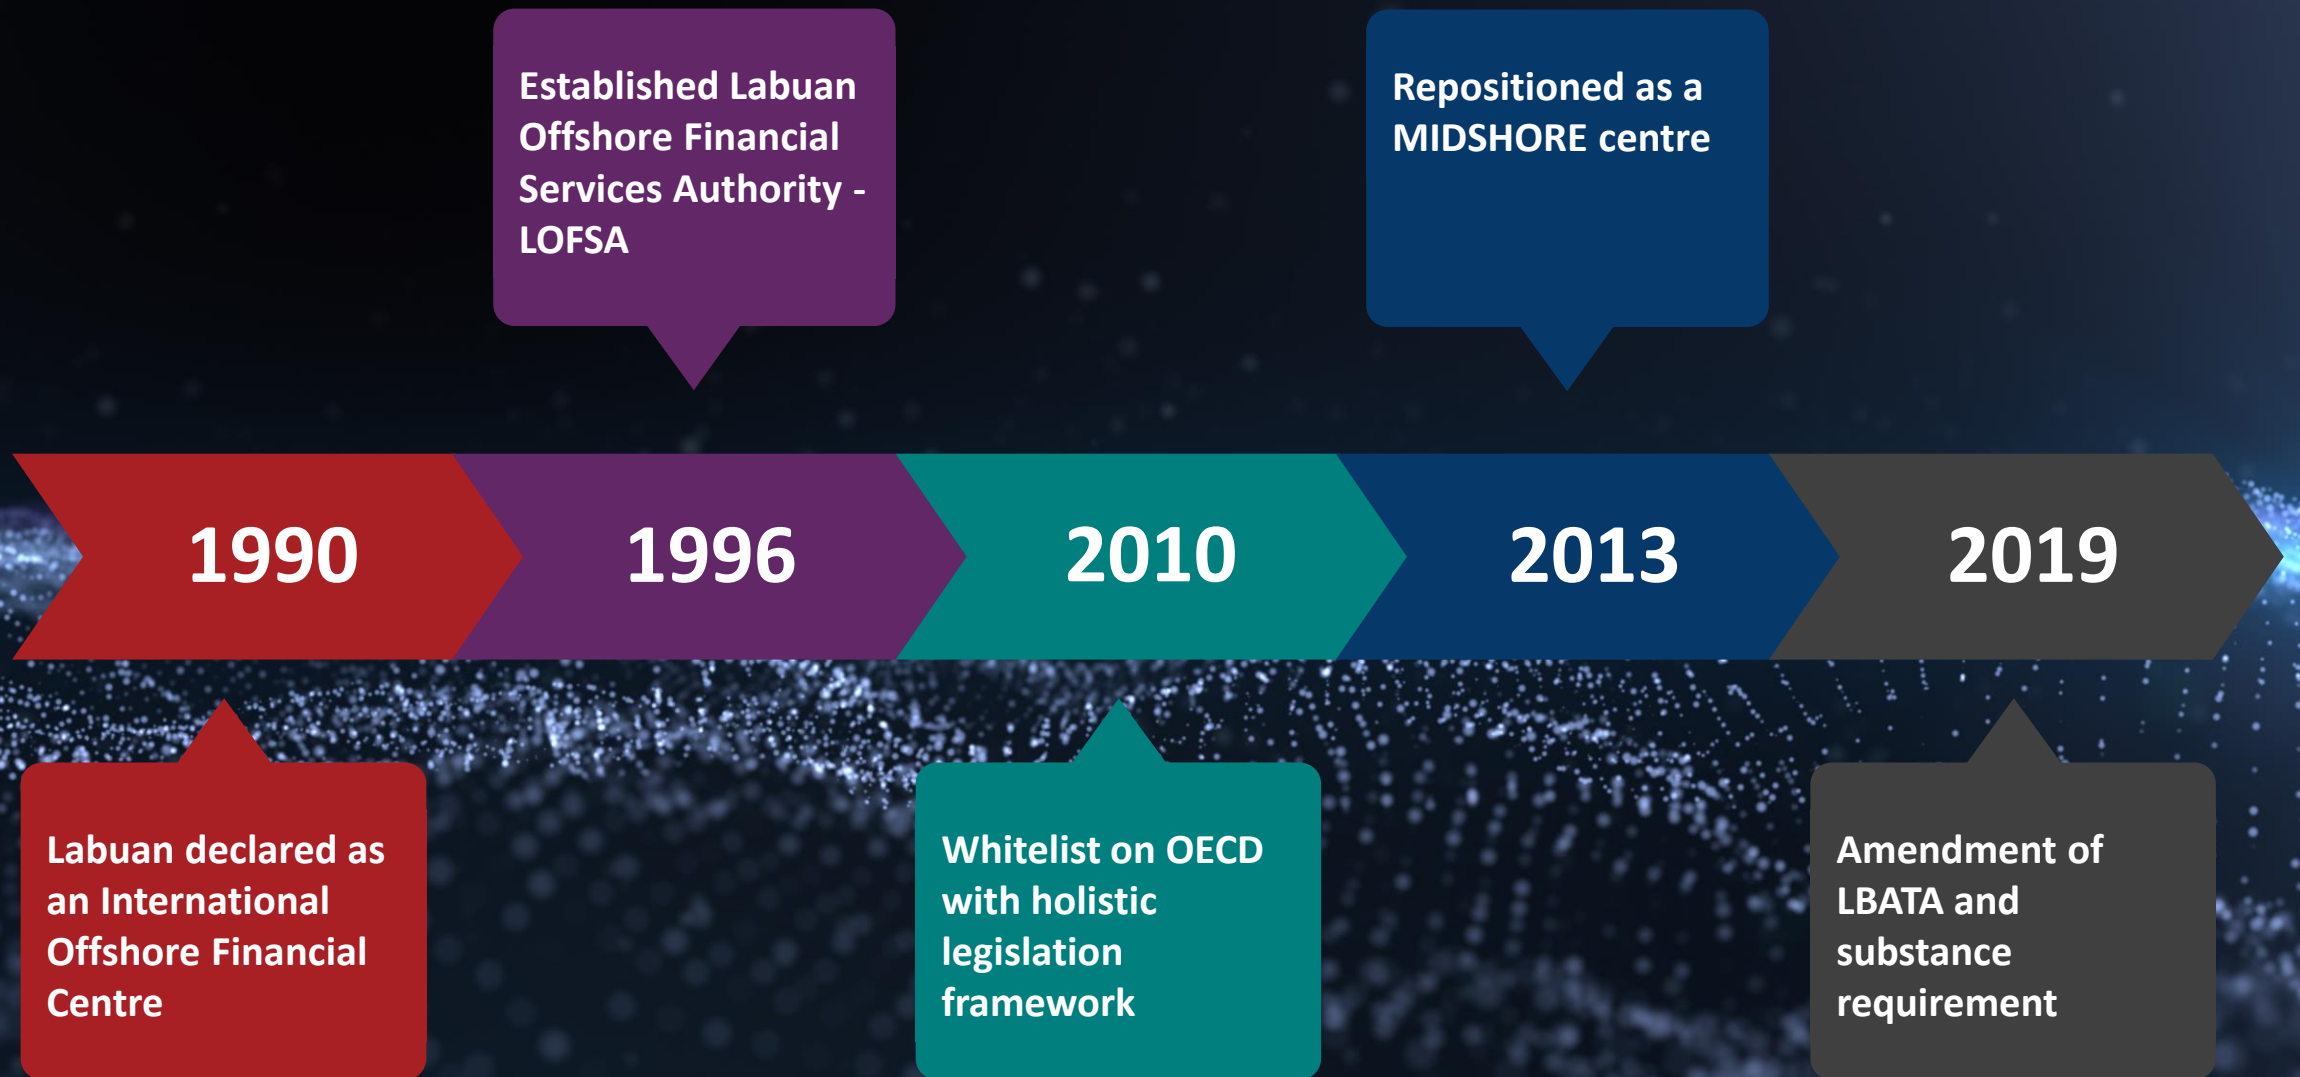 Established Labuan
Offshore Financial
Services Authority -
LOFSA
Repositioned as a
MIDSHORE centre
1990
1996
2010
2013
2019
Labuan declared as
an International
Offshore Financial
Centre
Whitelist on OECD
with holistic
legislation
framework
Amendment of
LBATA and
substance
requirement